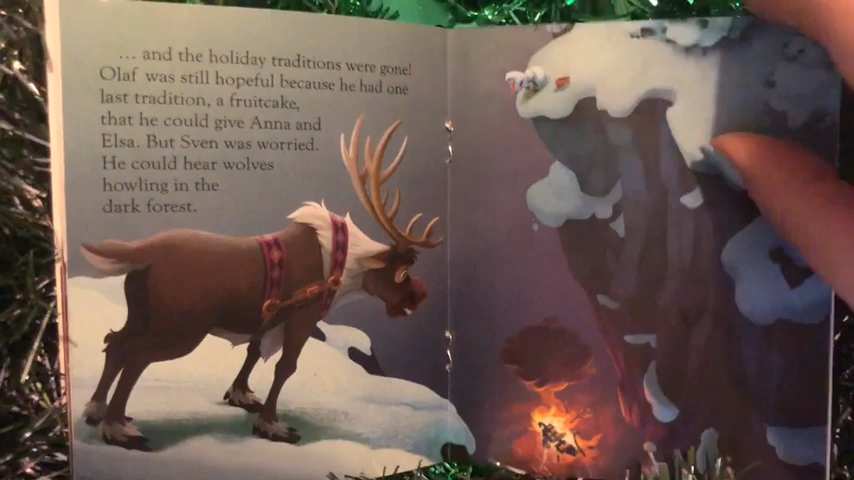 ... and the holiday traditions were gone!
Olaf was still hopeful because he had one
last tradition, a fruitcake,
that he could give Anna and
Elsa. But Sven was worried.
He could hear wolves
howling in the
dark forest.